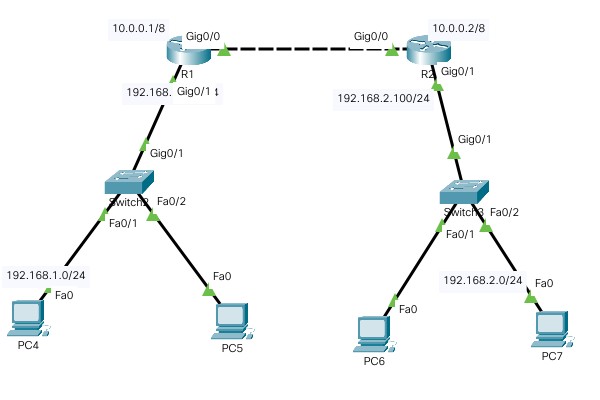 10.0.0.1/8
Gig0/0
Gig0/0
10.0.0.2/8
R1
R2
Gig0/1
192.168.
Gig0/1
192.168.2.100/24
Gig0/1
Gig0/1
Fa0/1
Fa0/2
Switch3
Fa0/2
Fa0/1
192.168.1.0/24
Fa0
Fa0
192.168.2.0/24
Fa0
Fa0
PC4
PC5
PC6
PC7